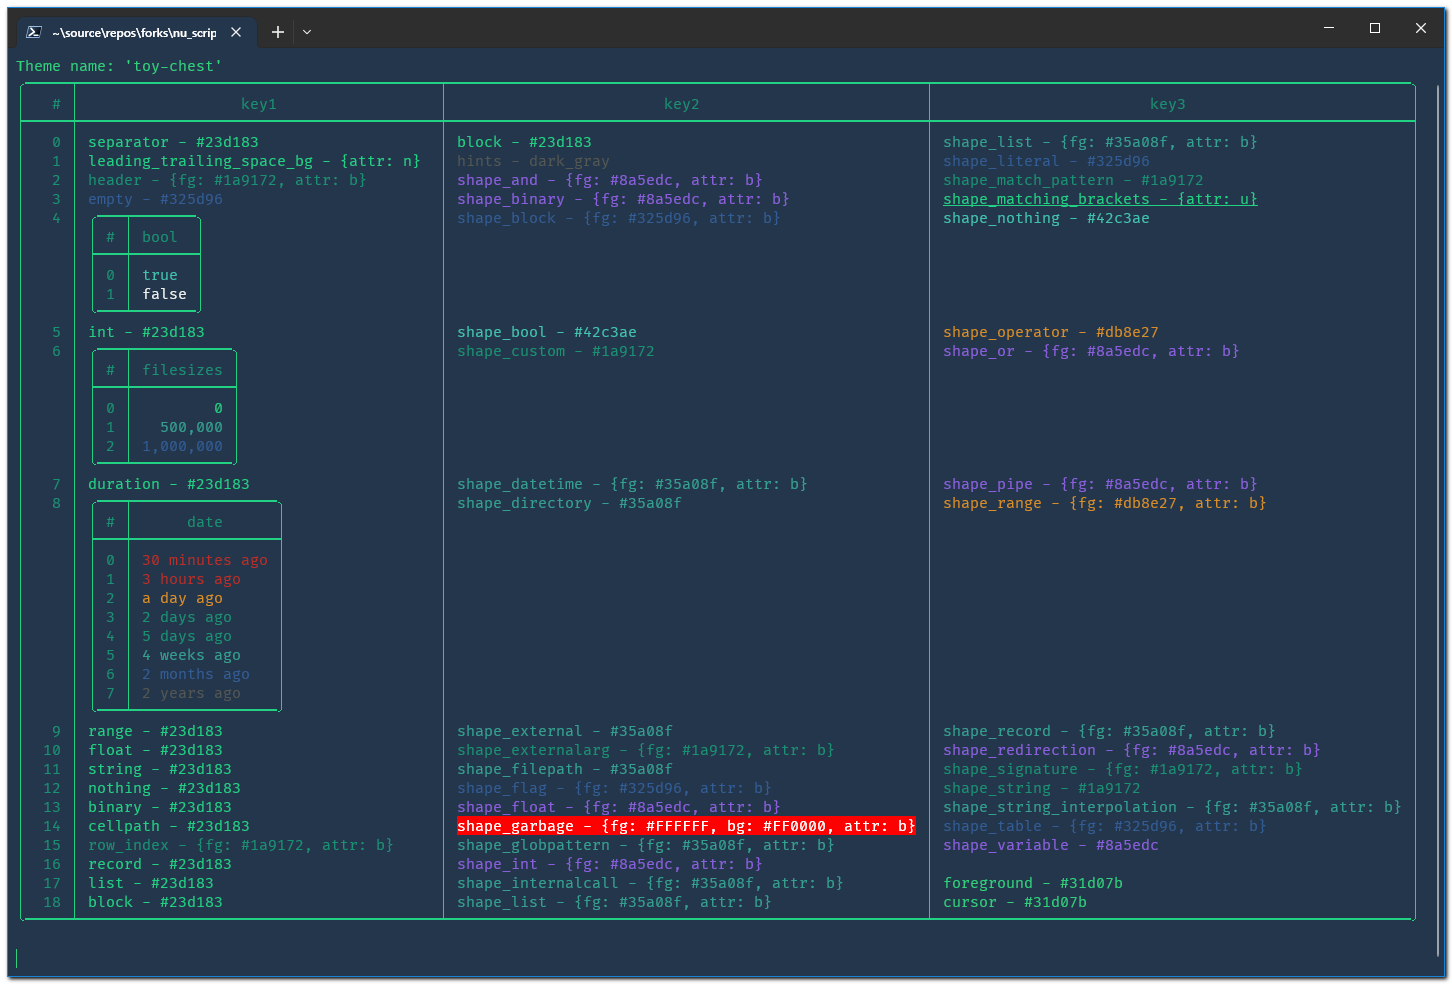 ~\source\repos\forks\nu_scrip
Theme name: 'toy-chest'
# key1 key2 key3
0 separator - #23d183 block - #23d183 shape_list - {fg: #35a08f, attr: b}
1 leading_trailing_space_bg - {attr: n} hints - dark_gray shape_literal - #325d96
2 header - {fg: #1a9172, attr: b} shape_and - {fg: #8a5edc, attr: b} shape_match_pattern - #1a9172
3 empty - #325d96 shape_binary - {fg: #8a5edc, attr: b} shape_matching_brackets - {attr: u}
4 shape_block - {fg: #325d96, attr: b} shape_nothing - #42c3ae
# bool
0 true
1 false
5 int - #23d183 shape_bool - #42c3ae shape_operator - #db8e27
6 shape_custom - #1a9172 shape_or - {fg: #8a5edc, attr: b}
# filesizes
0 0
1 500,000
2 1,000,000
7 duration - #23d183 shape_datetime - {fg: #35a08f, attr: b} shape_pipe - {fg: #8a5edc, attr: b}
8 shape_directory - #35a08f shape_range - {fg: #db8e27, attr: b}
# date
0 30 minutes ago
1 3 hours ago
2 a day ago
3 2 days ago
4 5 days ago
5 4 weeks ago
6 2 months ago
7 2 years ago
9 range - #23d183 shape_external - #35a08f shape_record - {fg: #35a08f, attr: b}
10 float - #23d183 shape_externalarg - {fg: #1a9172, attr: b} shape_redirection - {fg: #8a5edc, attr: b}
11 string - #23d183 shape_filepath - #35a08f shape_signature - {fg: #1a9172, attr: b}
12 nothing - #23d183 shape_flag - {fg: #325d96, attr: b} shape_string - #1a9172
13 binary - #23d183 shape_float - {fg: #8a5edc, attr: b} shape_string_interpolation - {fg: #35a08f, attr: b}
14 cellpath - #23d183 shape_garbage - {fg: #FFFFFF, bg: #FF0000, attr: b} shape_table - {fg: #325d96, attr: b}
15 row_index - {fg: #1a9172, attr: b} shape_globpattern - {fg: #35a08f, attr: b} shape_variable - #8a5edc
16 record - #23d183 shape_int - {fg: #8a5edc, attr: b}
17 list - #23d183 shape_internalcall - {fg: #35a08f, attr: b} foreground - #31d07b
18 block - #23d183 shape_list - {fg: #35a08f, attr: b} cursor - #31d07b